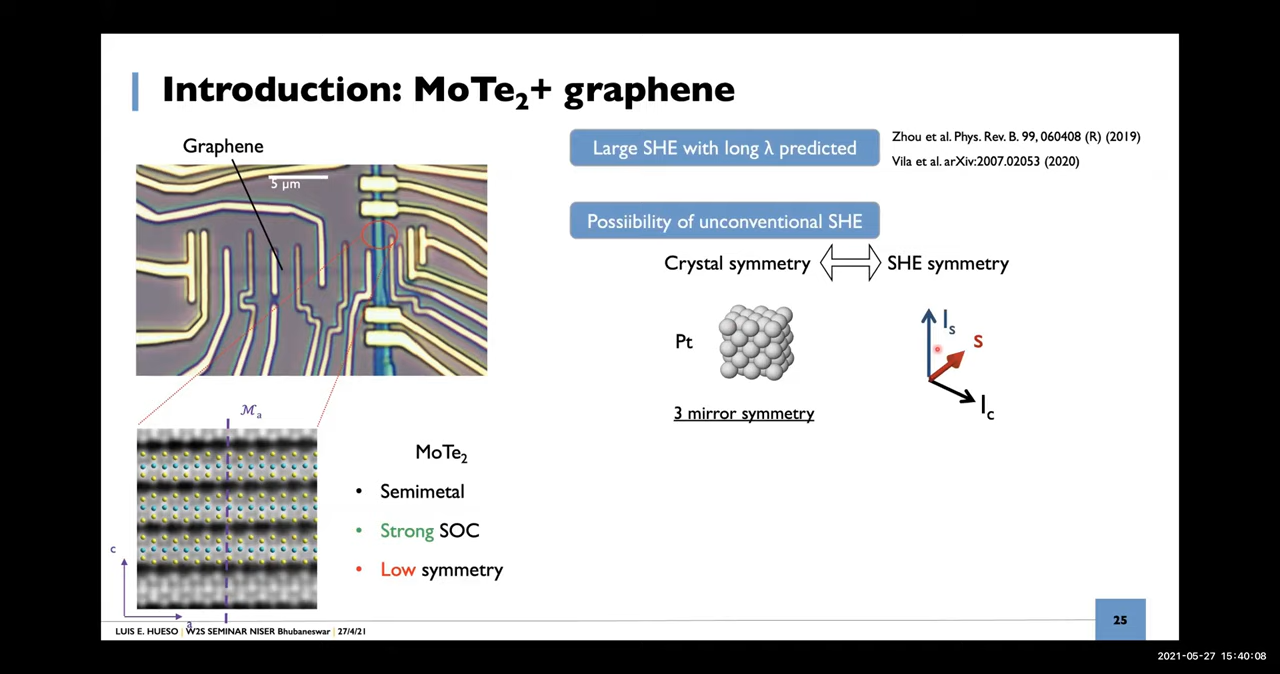 Introduction: MoTe₂+ graphene
Graphene
5 μm
Large SHE with long λ predicted
Zhou et al. Phys. Rev. B. 99, 060408 (R) (2019)
Vila et al. arXiv:2007.02053 (2020)
Possiibility of unconventional SHE
Crystal symmetry
SHE symmetry
Pt
Iₛ
s
I꜀
3 mirror symmetry
ℳₐ
MoTe₂
• Semimetal
• Strong SOC
• Low symmetry
c
a
LUIS E. HUESO | W2S SEMINAR NISER Bhubaneswar | 27/4/21
25
2021-05-27 15:40:08